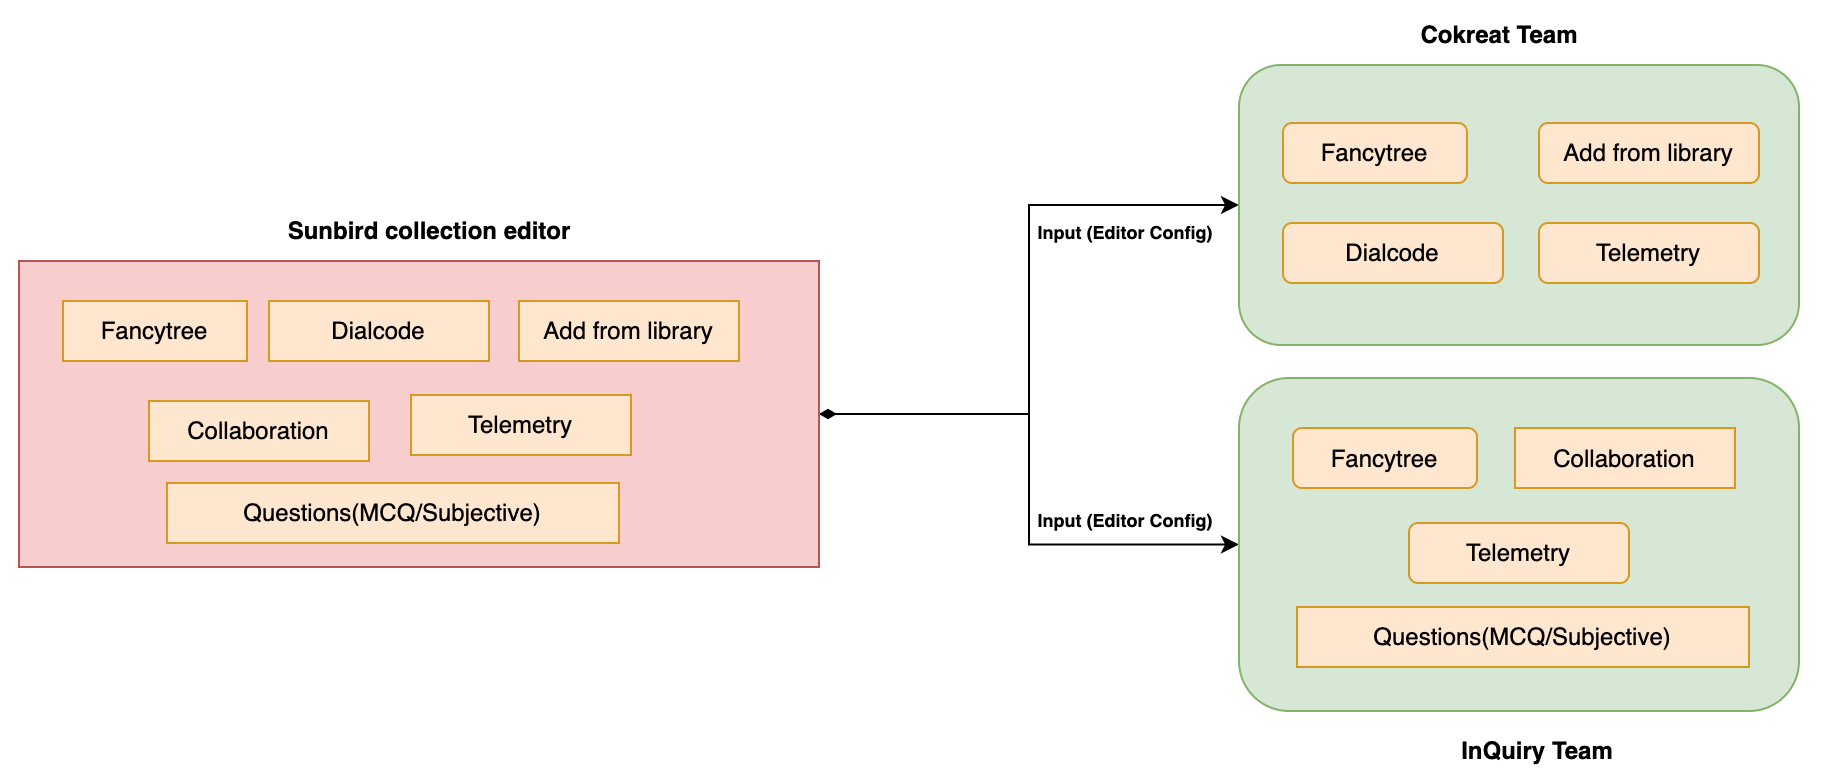 Sunbird collection editor
Fancytree
Dialcode
Add from library
Collaboration
Telemetry
Questions(MCQ/Subjective)
Input (Editor Config)
Input (Editor Config)
Cokreat Team
Fancytree
Add from library
Dialcode
Telemetry
Fancytree
Collaboration
Telemetry
Questions(MCQ/Subjective)
InQuiry Team